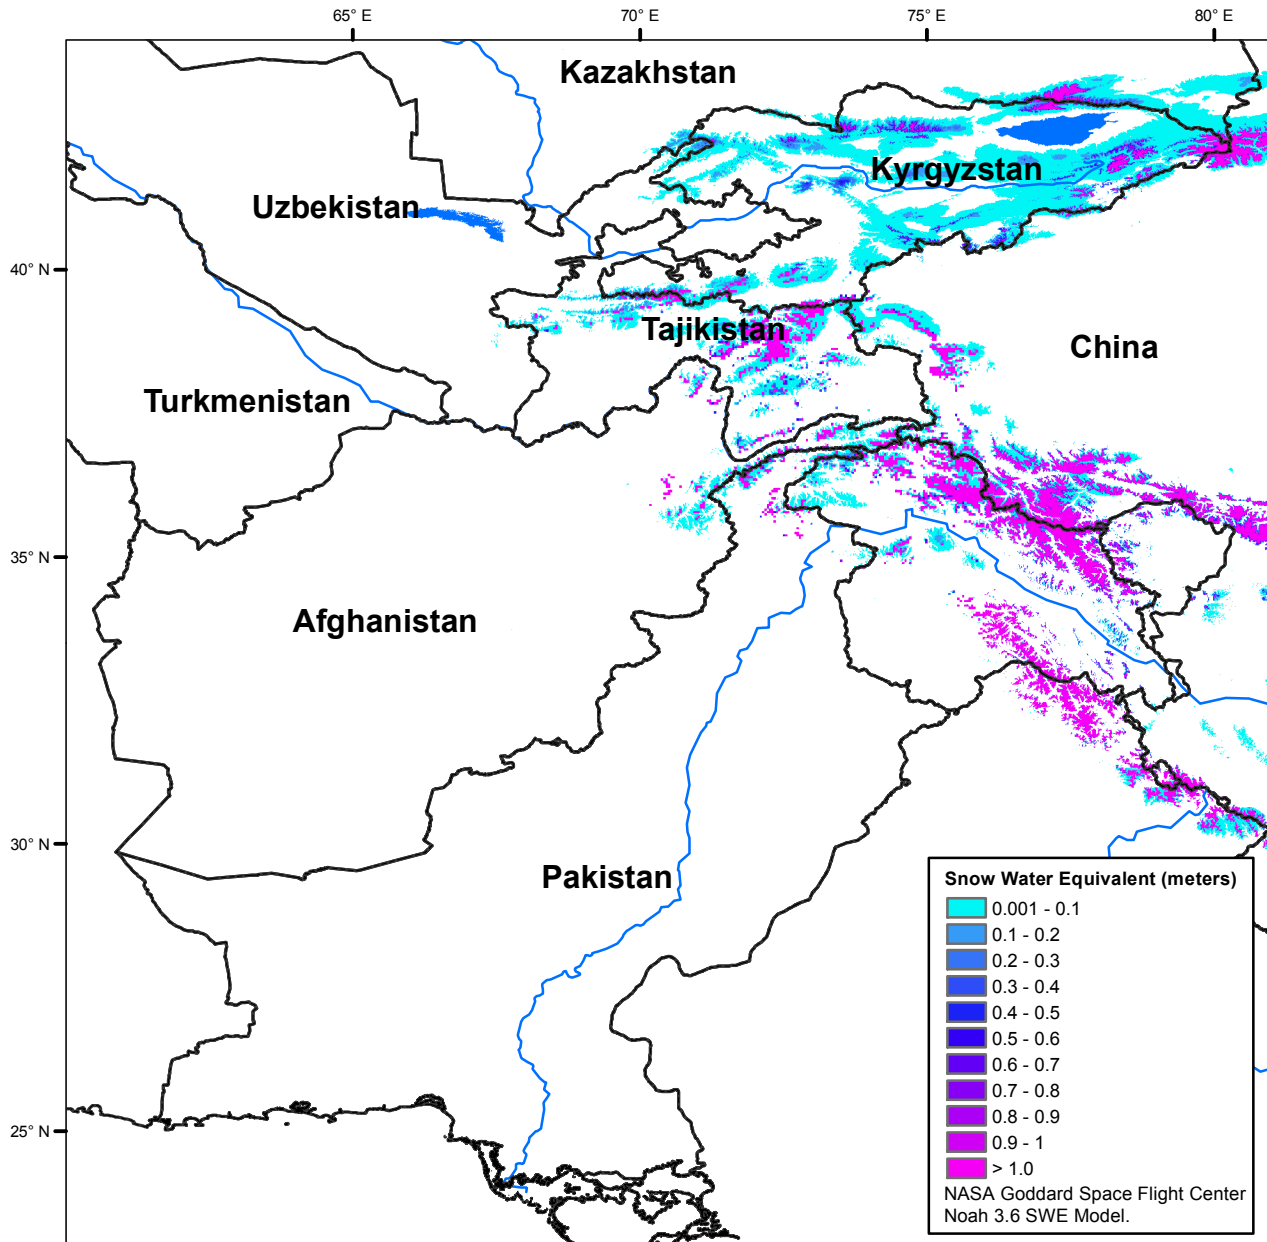 65° E
70° E
75° E
80° E
Kazakhstan
Kyrgyzstan
Uzbekistan
40° N
Tajikistan
China
Turkmenistan
35° N
Afghanistan
30° N
Pakistan
Snow Water Equivalent (meters)
0.001 - 0.1
0.1 - 0.2
0.2 - 0.3
0.3 - 0.4
0.4 - 0.5
0.5 - 0.6
0.6 - 0.7
0.7 - 0.8
0.8 - 0.9
0.9 - 1
> 1.0
NASA Goddard Space Flight Center
Noah 3.6 SWE Model.
25° N